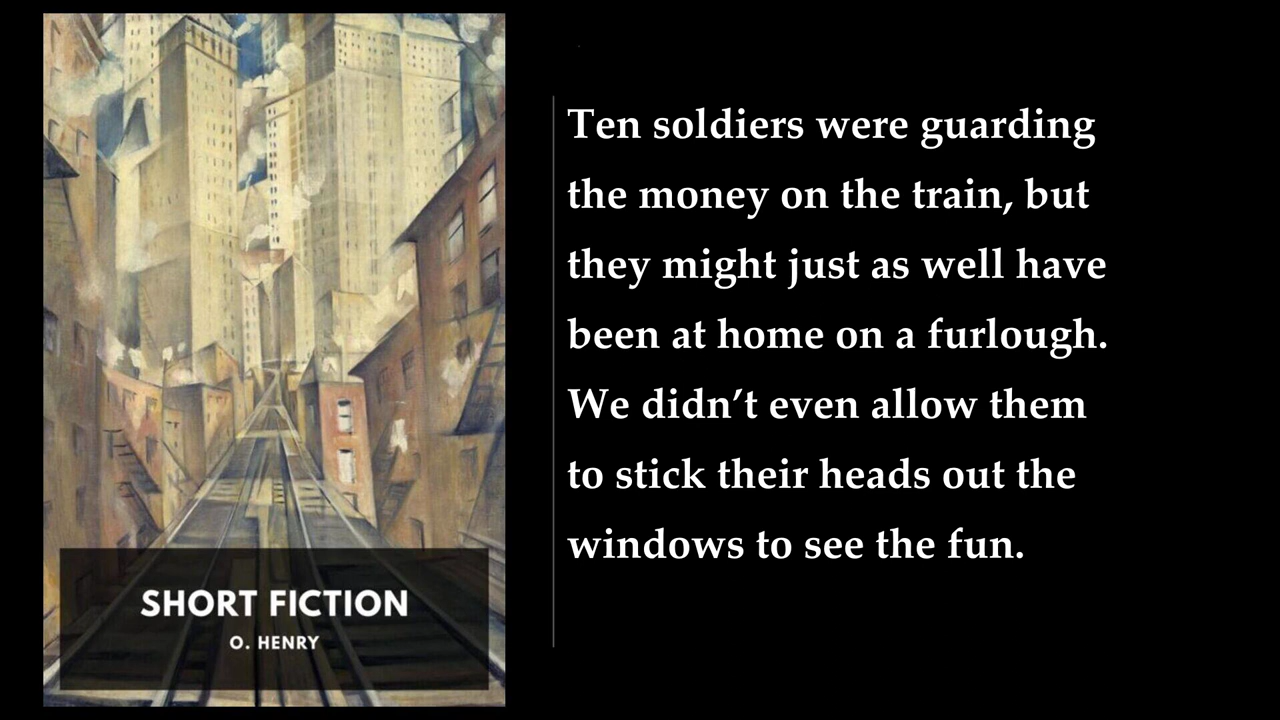 Ten soldiers were guarding
the money on the train, but
they might just as well have
been at home on a furlough.
We didn’t even allow them
to stick their heads out the
windows to see the fun.
SHORT FICTION
O. HENRY